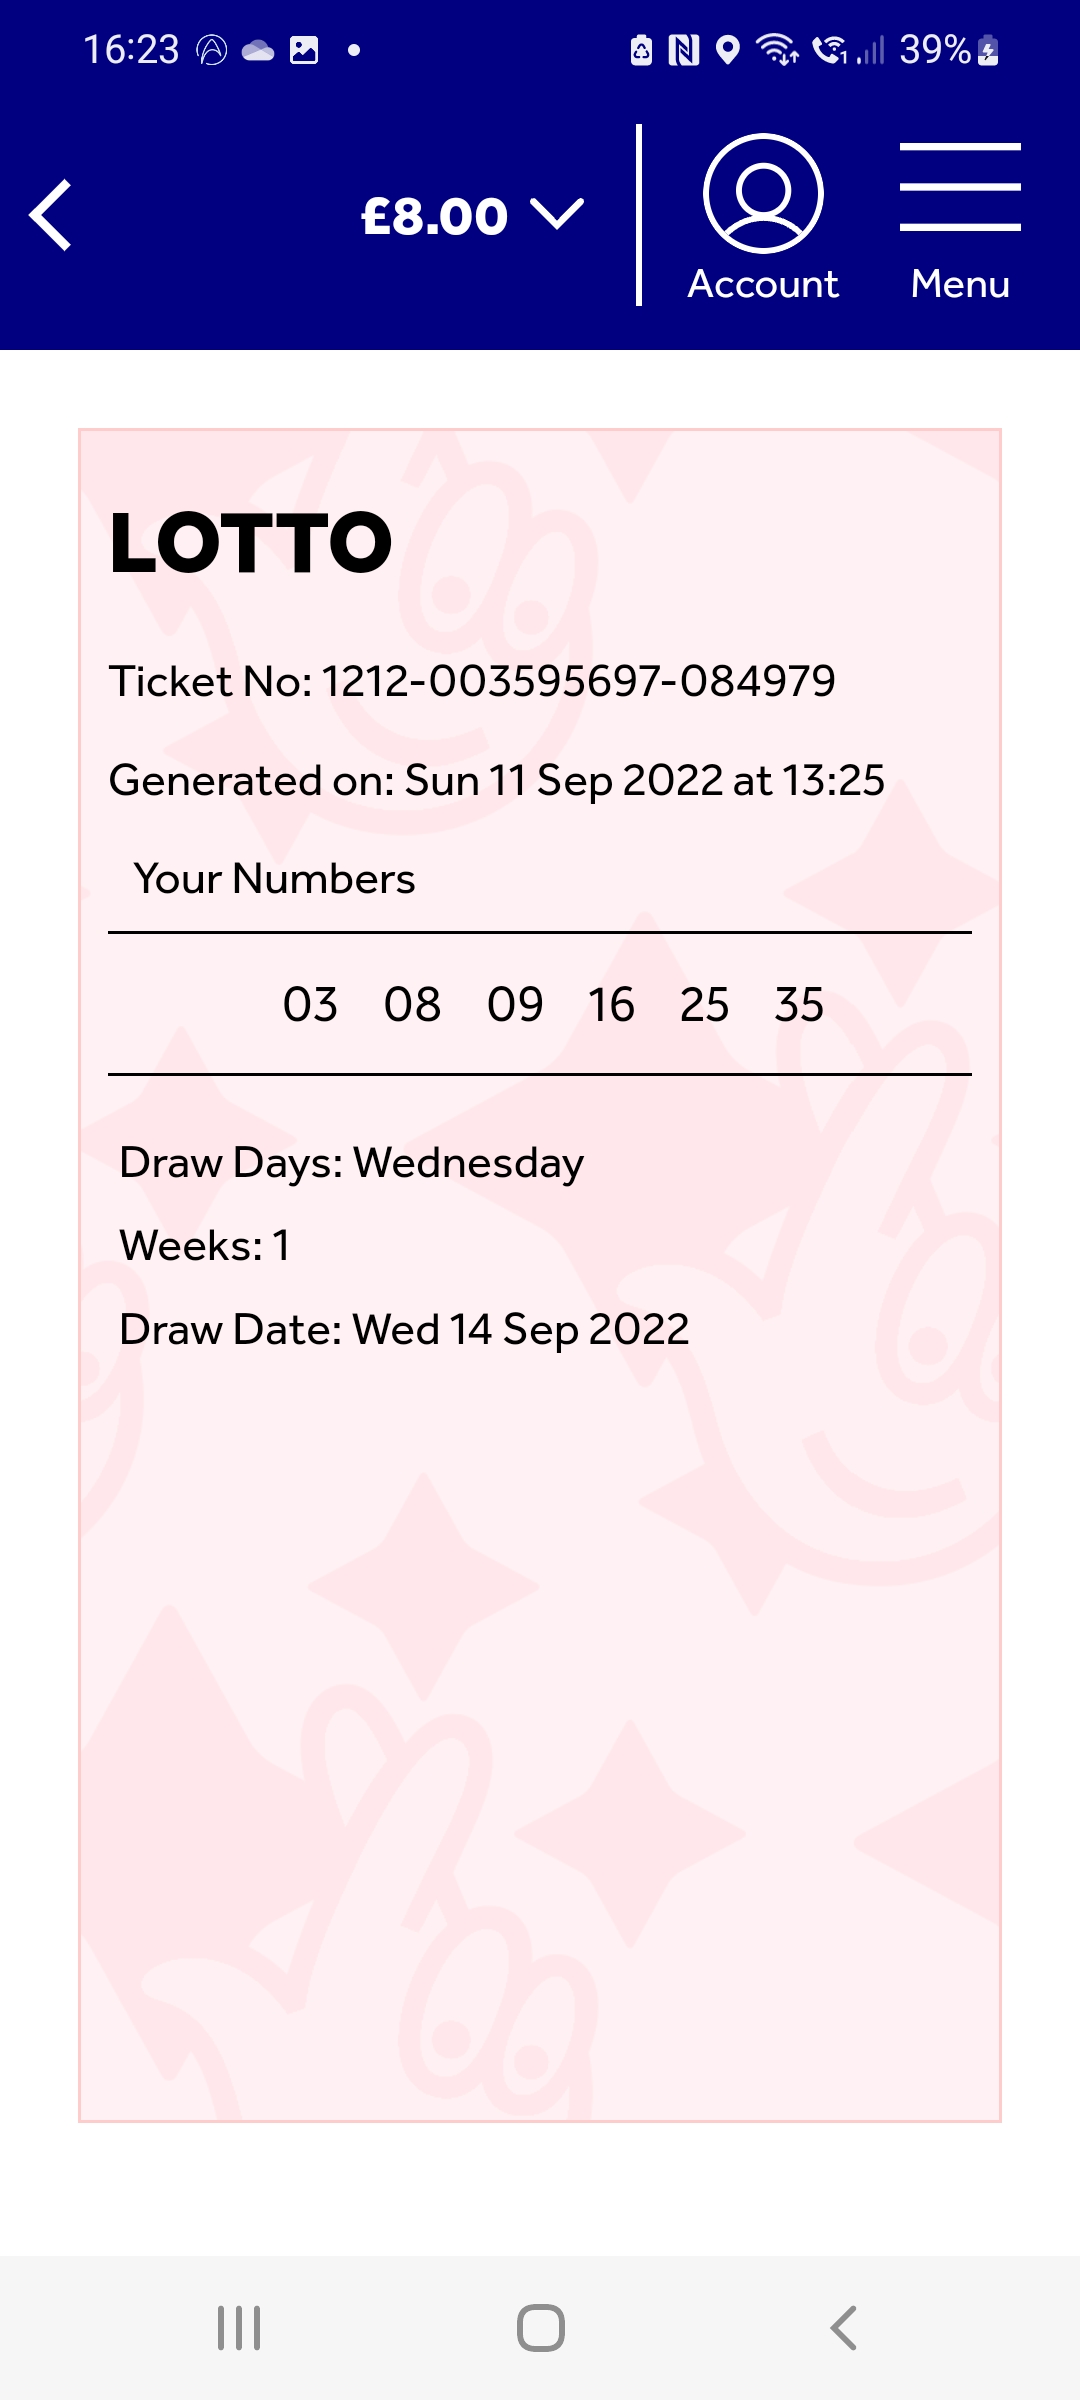 16:23 39%
£8.00
Account Menu
LOTTO
Ticket No: 1212-003595697-084979
Generated on: Sun 11 Sep 2022 at 13:25
Your Numbers
03 08 09 16 25 35
Draw Days: Wednesday
Weeks: 1
Draw Date: Wed 14 Sep 2022